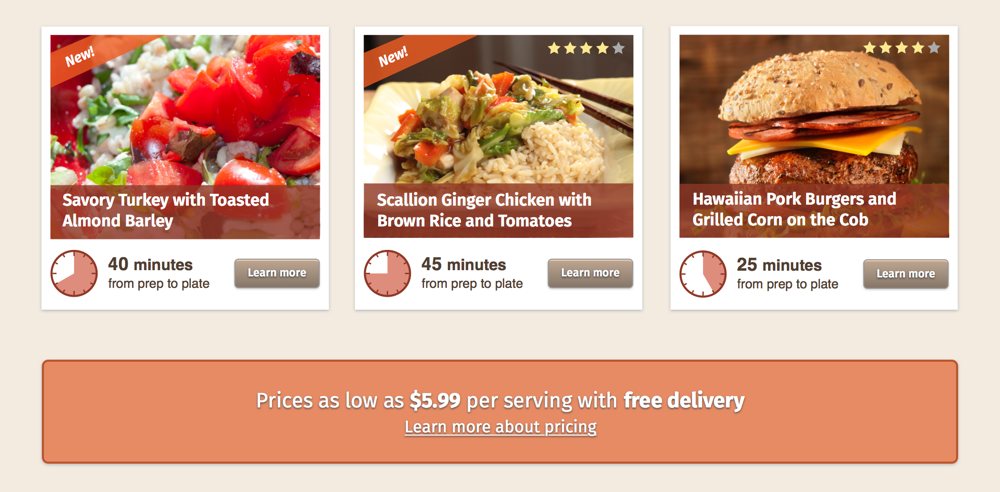 New!
Savory Turkey with Toasted
Almond Barley
40 minutes
from prep to plate
Learn more
New!
Scallion Ginger Chicken with
Brown Rice and Tomatoes
45 minutes
from prep to plate
Learn more
Hawaiian Pork Burgers and
Grilled Corn on the Cob
25 minutes
from prep to plate
Learn more
Prices as low as $5.99 per serving with free delivery
Learn more about pricing